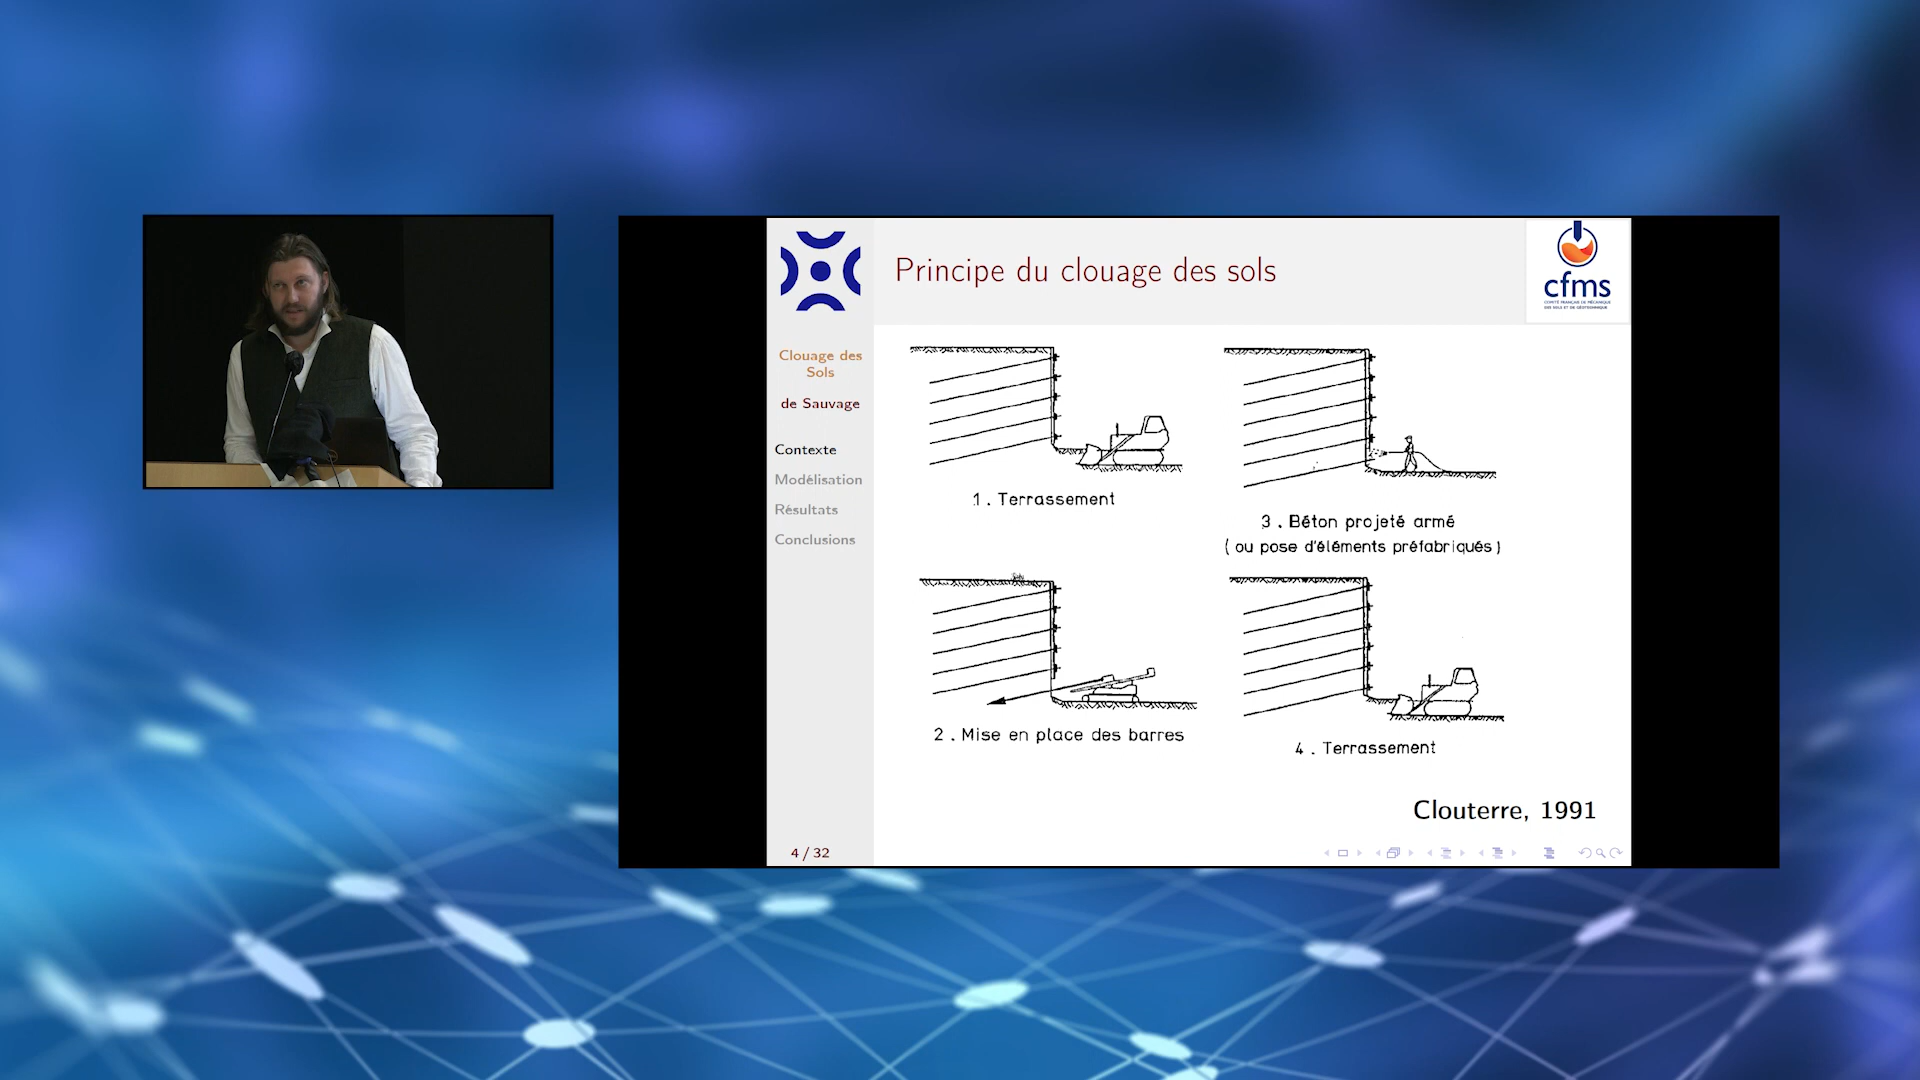 Principe du clouage des sols
cfms
COMITÉ FRANÇAIS DE MÉCANIQUE
DES SOLS ET DE GÉOTECHNIQUE
Clouage des
Sols
de Sauvage
Contexte
Modélisation
Résultats
Conclusions
1 . Terrassement
3 . Béton projeté armé
( ou pose d'éléments préfabriqués )
2 . Mise en place des barres
4 . Terrassement
Clouterre, 1991
4 / 32